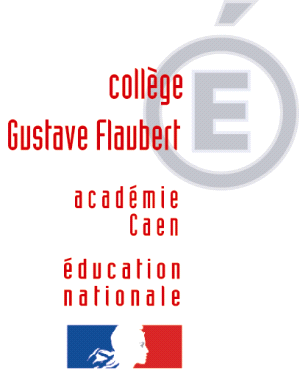 É
collège
Gustave Flaubert
académie
Caen
éducation
nationale